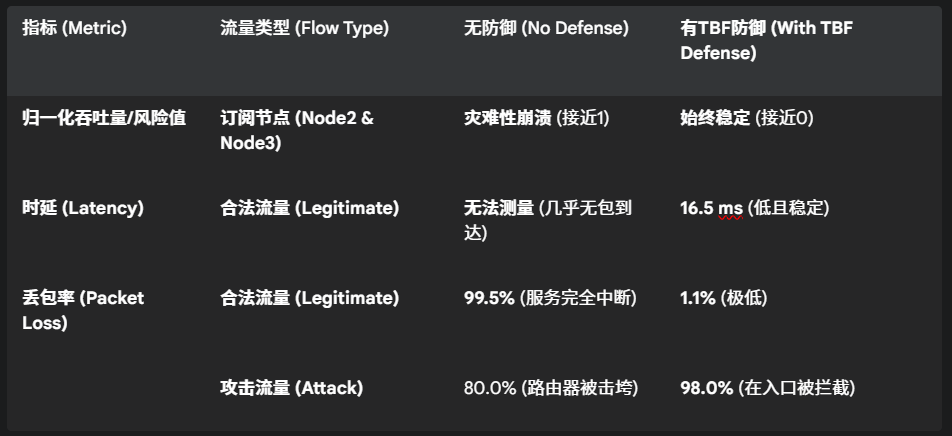 指标 (Metric)
流量类型 (Flow Type)
无防御 (No Defense)
有TBF防御 (With TBF
Defense)
归一化吞吐量/风险值
订阅节点 (Node2 &
Node3)
灾难性崩溃 (接近1)
始终稳定 (接近0)
时延 (Latency)
合法流量 (Legitimate)
无法测量 (几乎无包到
达)
16.5 ms (低且稳定)
丢包率 (Packet
Loss)
合法流量 (Legitimate)
99.5% (服务完全中断)
1.1% (极低)
攻击流量 (Attack)
80.0% (路由器被击垮)
98.0% (在入口被拦截)